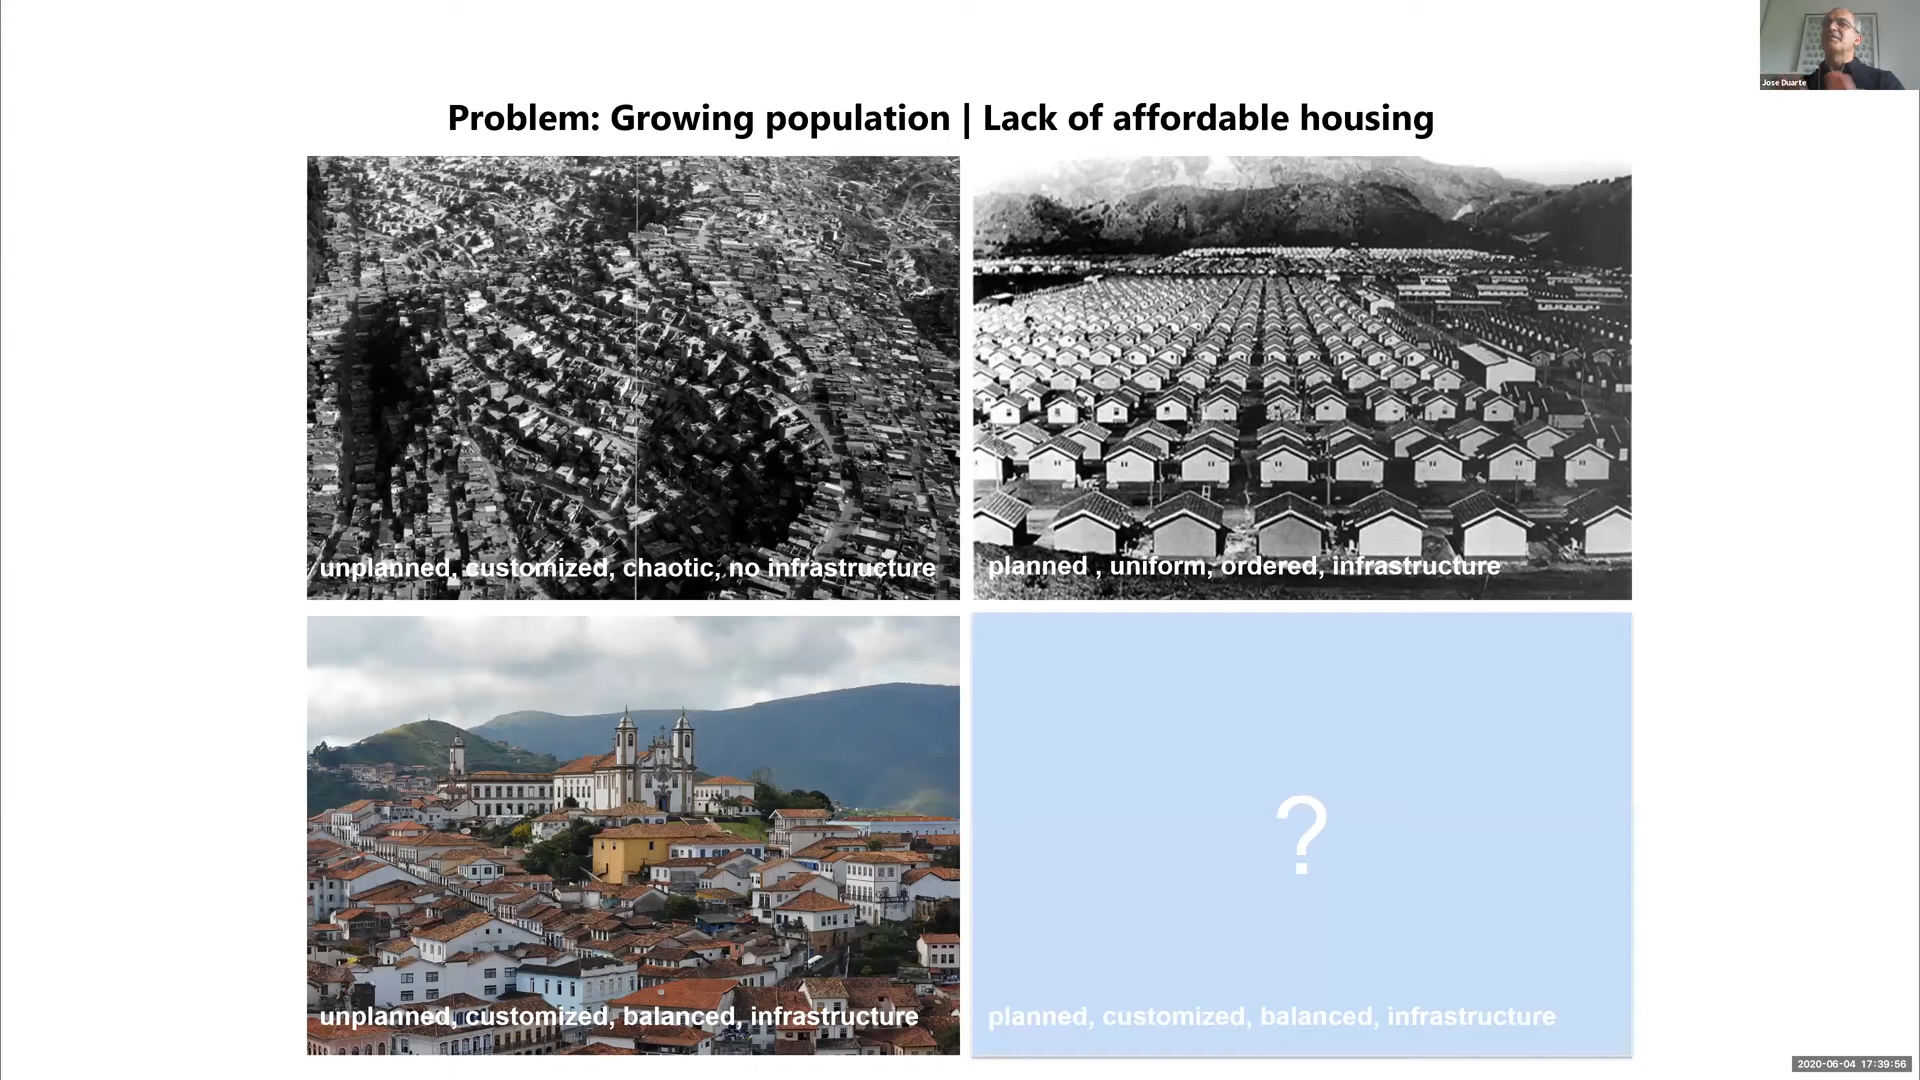 Jose Duarte
Problem: Growing population | Lack of affordable housing
unplanned, customized, chaotic, no infrastructure
planned , uniform, ordered, infrastructure
unplanned, customized, balanced, infrastructure
?
planned, customized, balanced, infrastructure
2020-06-04 17:39:56